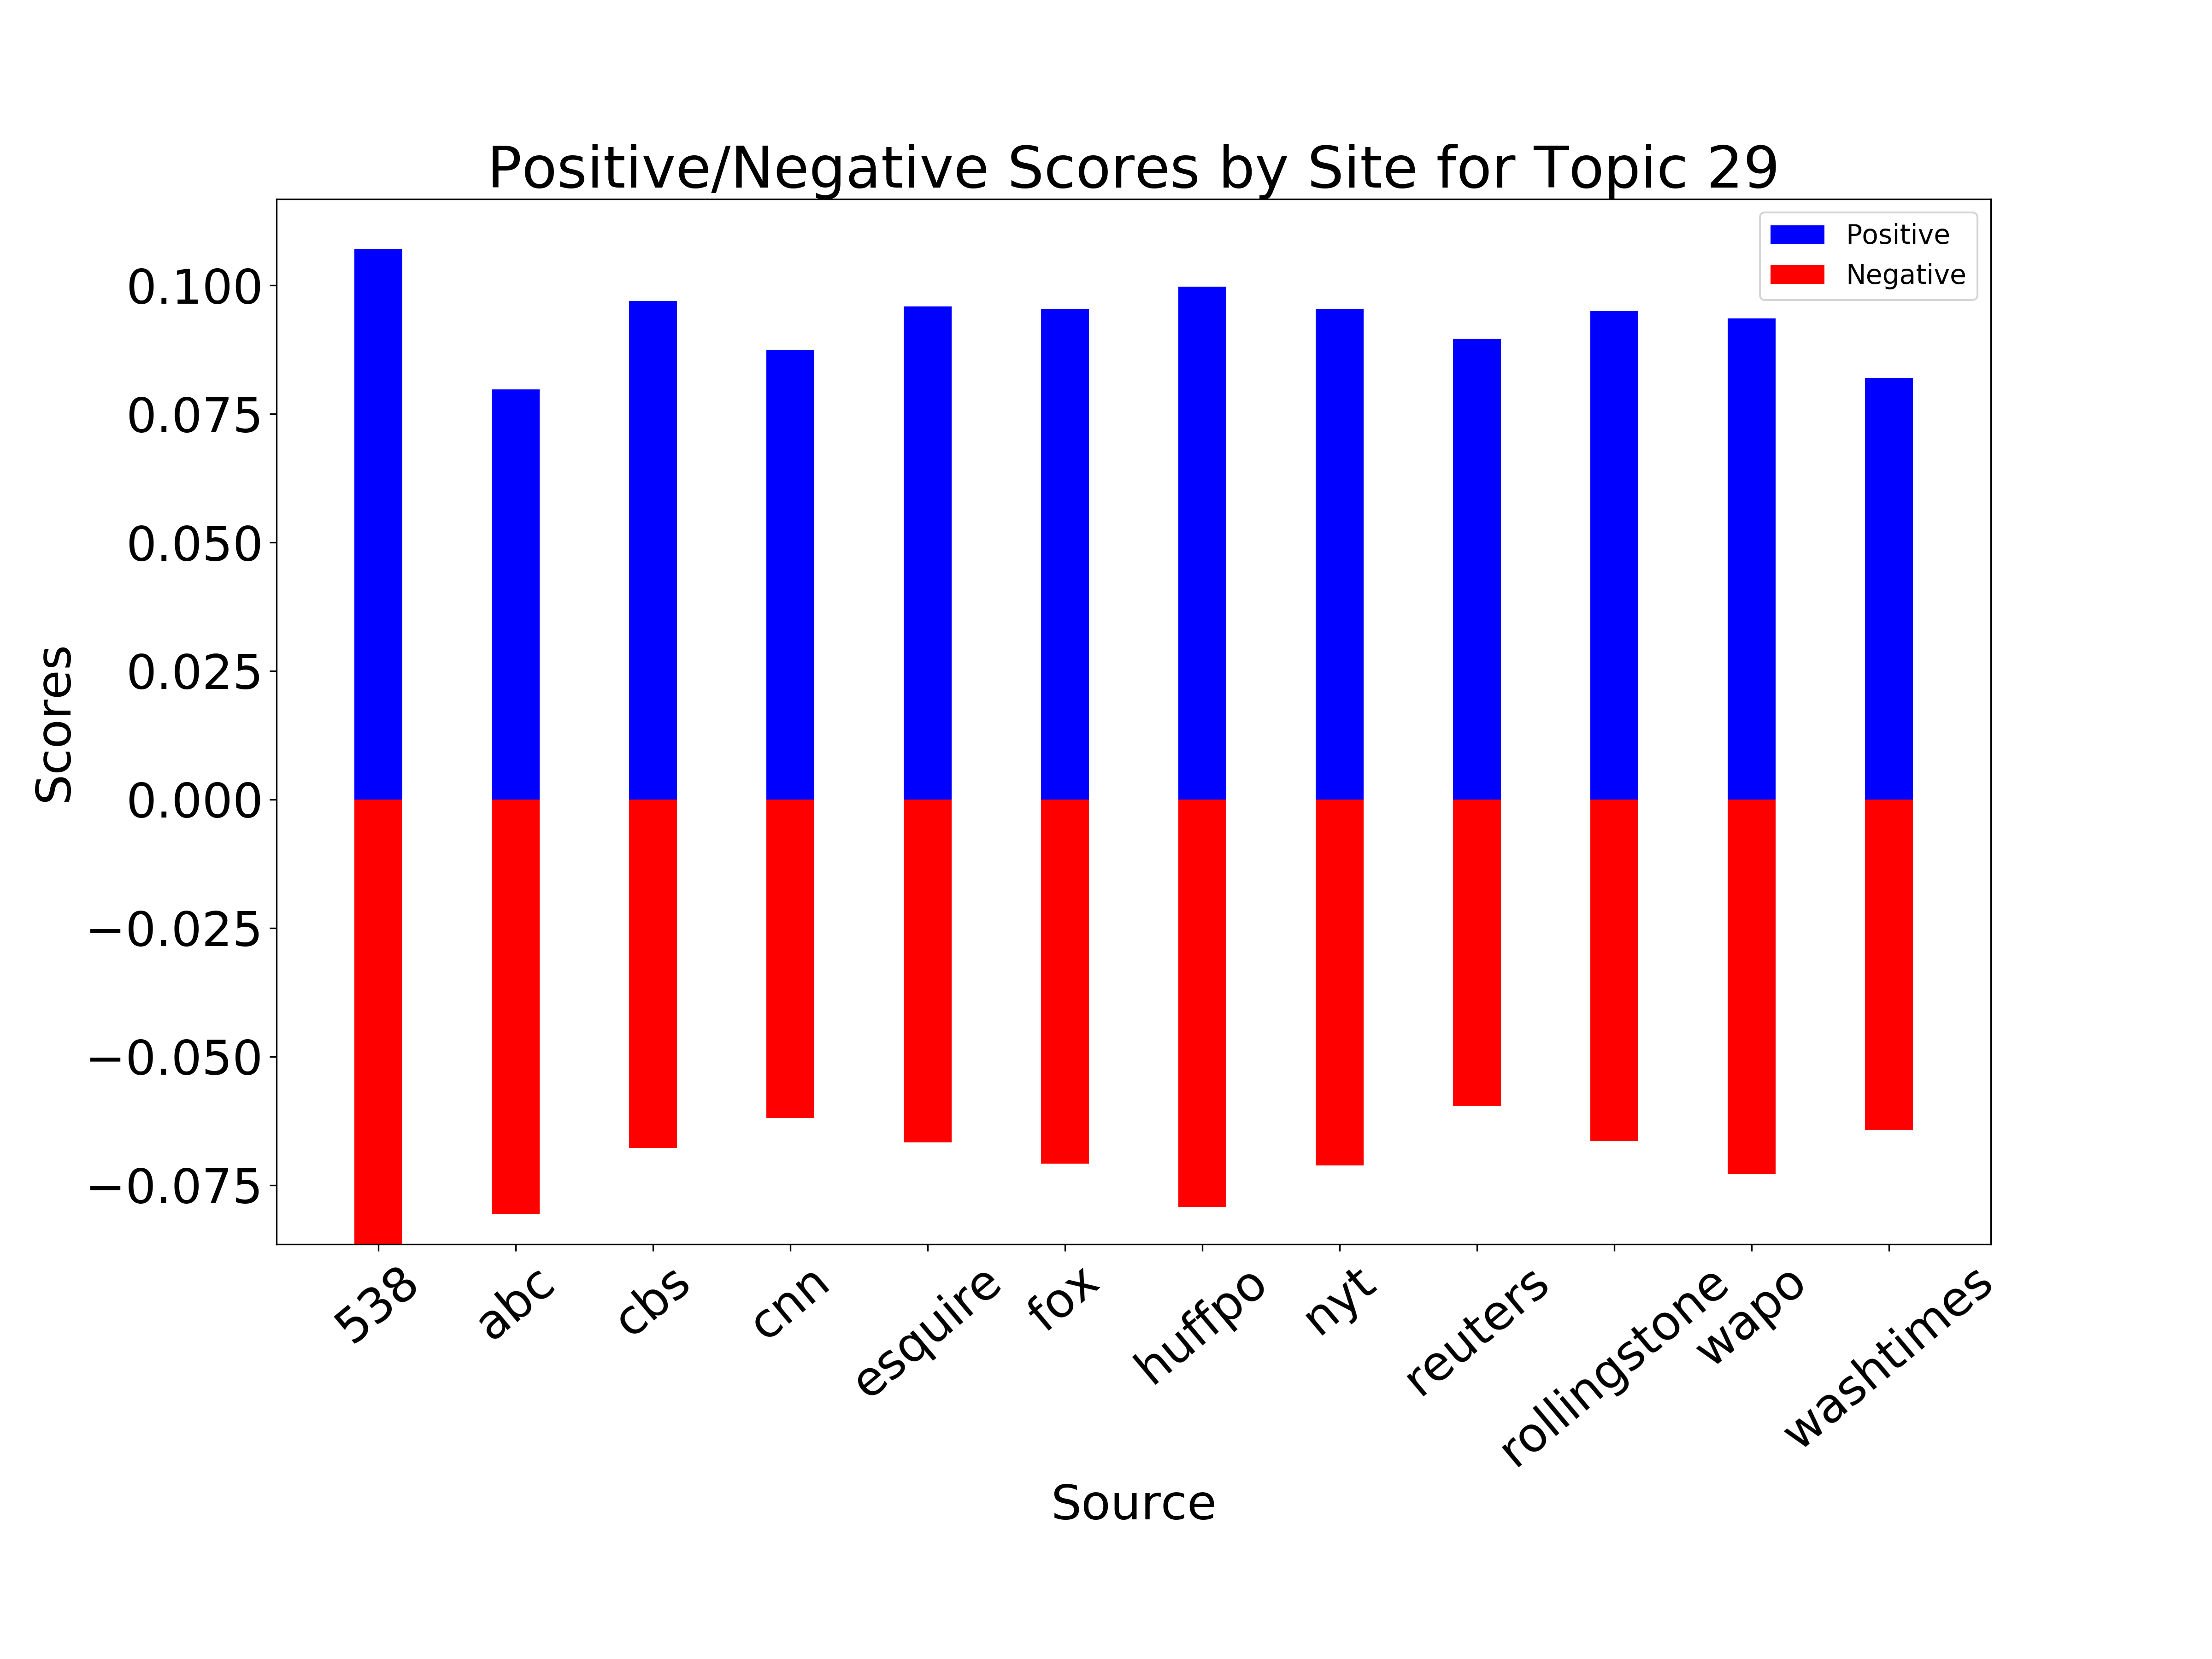 Positive/Negative Scores by Site for Topic 29
Positive
Negative
0.100
0.075
0.050
0.025
0.000
−0.025
−0.050
−0.075
Scores
538
abc
cbs
cnn
esquire
fox
huffpo
nyt
reuters
rollingstone
wapo
washtimes
Source